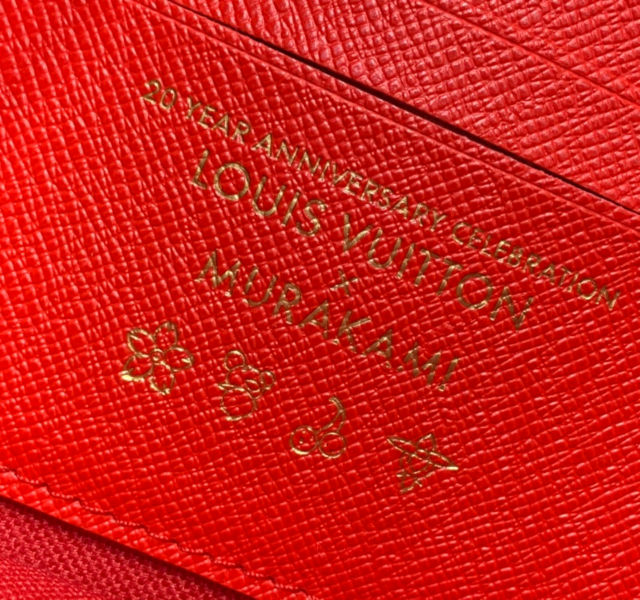 20 YEAR ANNIVERSARY CELEBRATION
LOUIS VUITTON
X
MURAKAMI